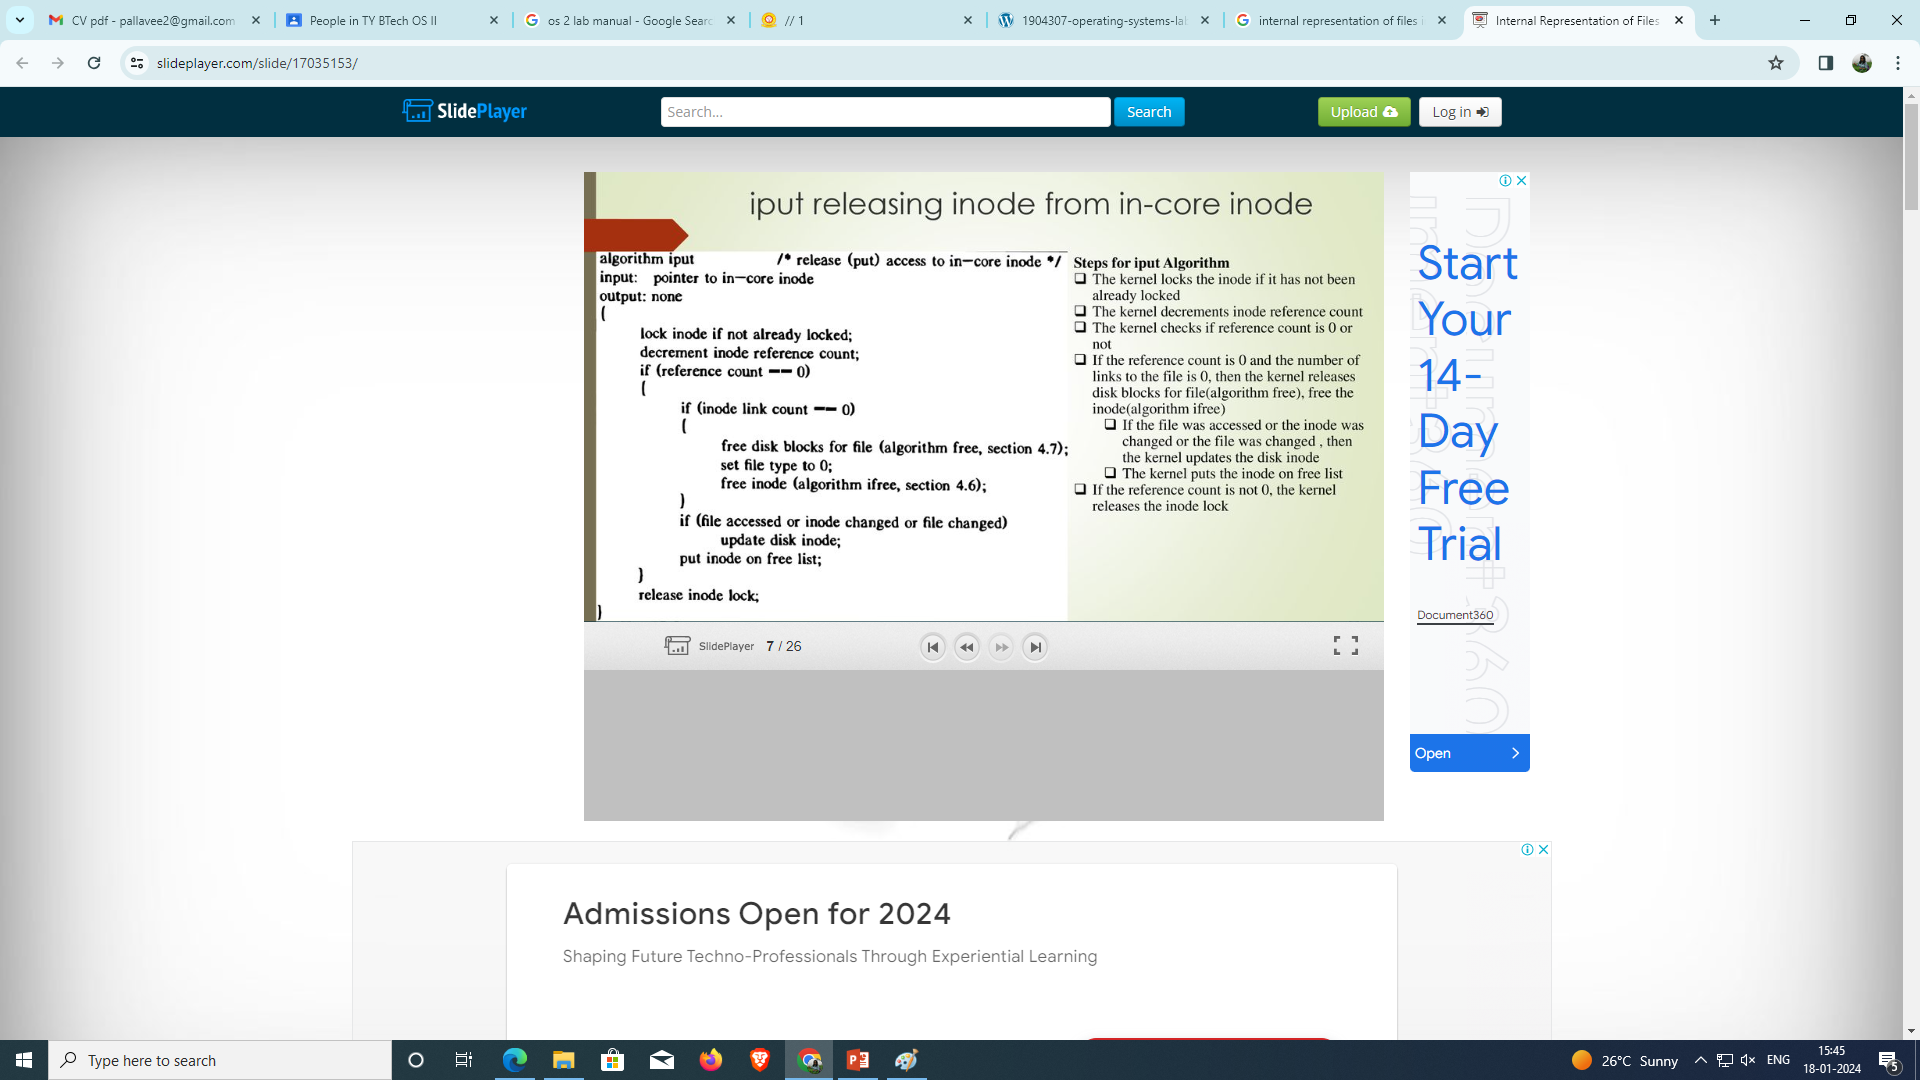 CV pdf - pallavee2@gmail.com
People in TY BTech OS II
os 2 lab manual - Google Searc
// 1
1904307-operating-systems-la
internal representation of files i
Internal Representation of Files
slideplayer.com/slide/17035153/
SlidePlayer
Search...
Search
Upload
Log in
iput releasing inode from in-core inode
algorithm iput /* release (put) access to in-core inode */
input: pointer to in-core inode
output: none
{
lock inode if not already locked;
decrement inode reference count;
if (reference count == 0)
{
if (inode link count == 0)
{
free disk blocks for file (algorithm free, section 4.7);
set file type to 0;
free inode (algorithm ifree, section 4.6);
}
if (file accessed or inode changed or file changed)
update disk inode;
put inode on free list;
}
release inode lock;
}
Steps for iput Algorithm
❑ The kernel locks the inode if it has not been
already locked
❑ The kernel decrements inode reference count
❑ The kernel checks if reference count is 0 or
not
❑ If the reference count is 0 and the number of
links to the file is 0, then the kernel releases
disk blocks for file(algorithm free), free the
inode(algorithm ifree)
❑ If the file was accessed or the inode was
changed or the file was changed , then
the kernel updates the disk inode
❑ The kernel puts the inode on free list
❑ If the reference count is not 0, the kernel
releases the inode lock
SlidePlayer 7 / 26
Start
Your
14-
Day
Free
Trial
Document360
Open
Admissions Open for 2024
Shaping Future Techno-Professionals Through Experiential Learning
Type here to search
26°C Sunny
ENG
15:45
18-01-2024
5